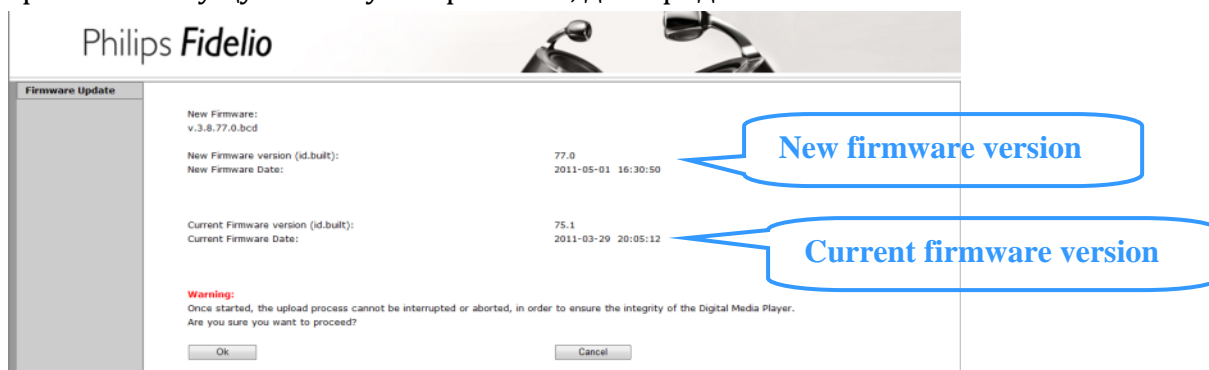 Philips Fidelio
Firmware Update
New Firmware:
v.3.8.77.0.bcd
New Firmware version (id.built): 77.0
New Firmware Date: 2011-05-01 16:30:50
New firmware version
Current Firmware version (id.built): 75.1
Current Firmware Date: 2011-03-29 20:05:12
Current firmware version
Warning:
Once started, the upload process cannot be interrupted or aborted, in order to ensure the integrity of the Digital Media Player.
Are you sure you want to proceed?
Ok Cancel